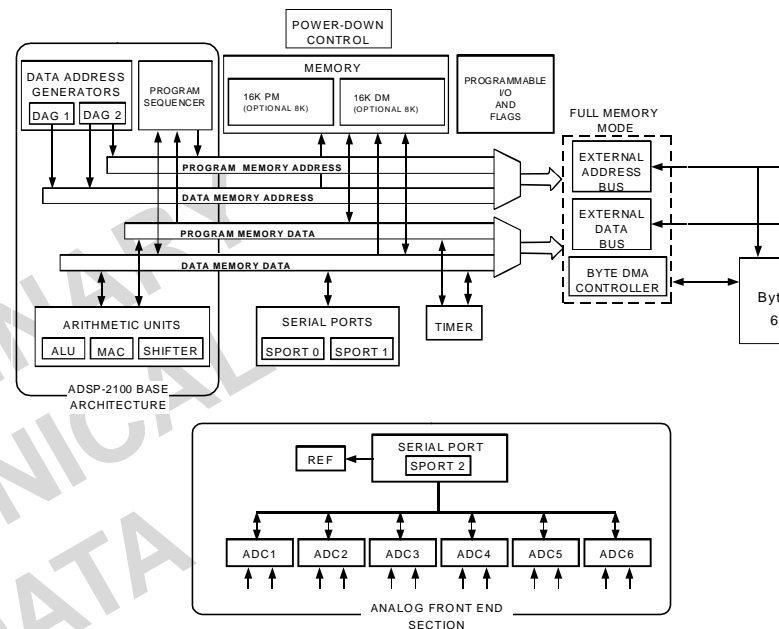 POWER-DOWN
CONTROL
DATA ADDRESS
GENERATORS
DAG 1
DAG 2
PROGRAM
SEQUENCER
MEMORY
16K PM
(OPTIONAL 8K)
16K DM
(OPTIONAL 8K)
PROGRAMMABLE
I/O
AND
FLAGS
FULL MEMORY
MODE
EXTERNAL
ADDRESS
BUS
EXTERNAL
DATA
BUS
BYTE DMA
CONTROLLER
PROGRAM MEMORY ADDRESS
DATA MEMORY ADDRESS
PROGRAM MEMORY DATA
DATA MEMORY DATA
ARITHMETIC UNITS
ALU
MAC
SHIFTER
SERIAL PORTS
SPORT 0
SPORT 1
TIMER
ADSP-2100 BASE
ARCHITECTURE
SERIAL PORT
SPORT 2
REF
ADC1
ADC2
ADC3
ADC4
ADC5
ADC6
ANALOG FRONT END
SECTION